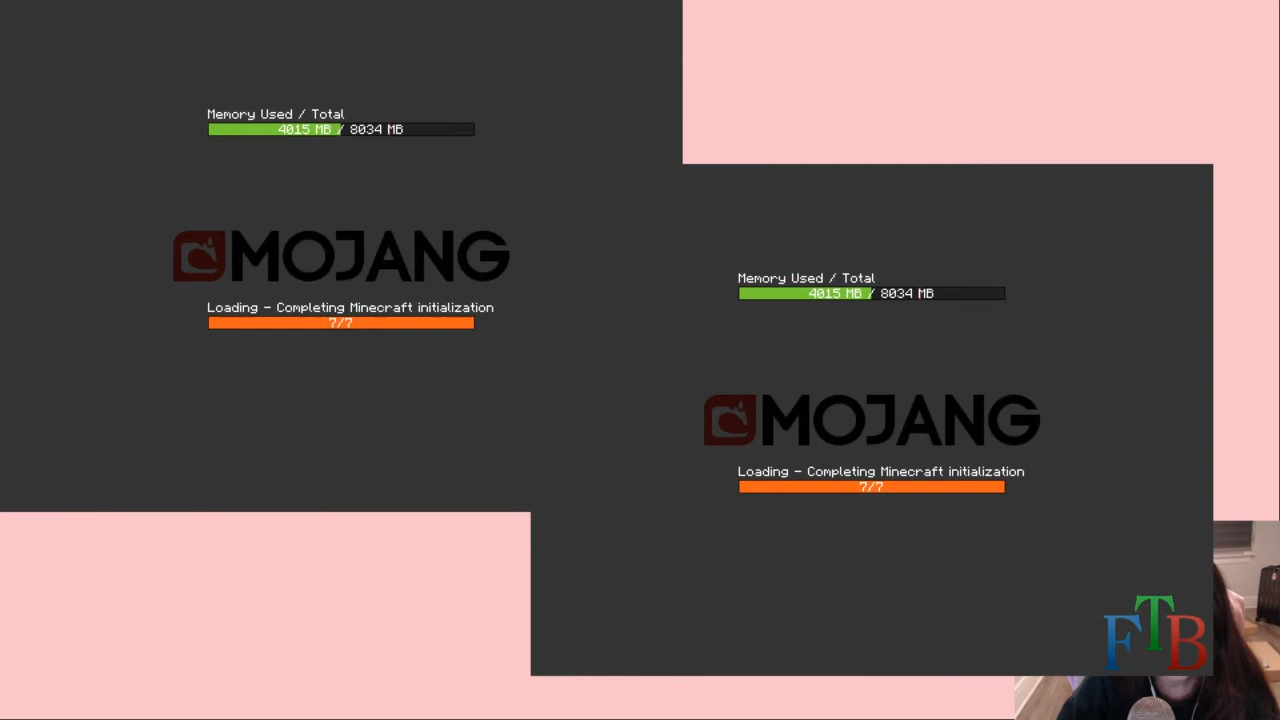 Memory Used / Total
4015 MB / 8034 MB
MOJANG
Loading - Completing Minecraft initialization
7/7
Memory Used / Total
4015 MB / 8034 MB
MOJANG
Loading - Completing Minecraft initialization
7/7
FTB